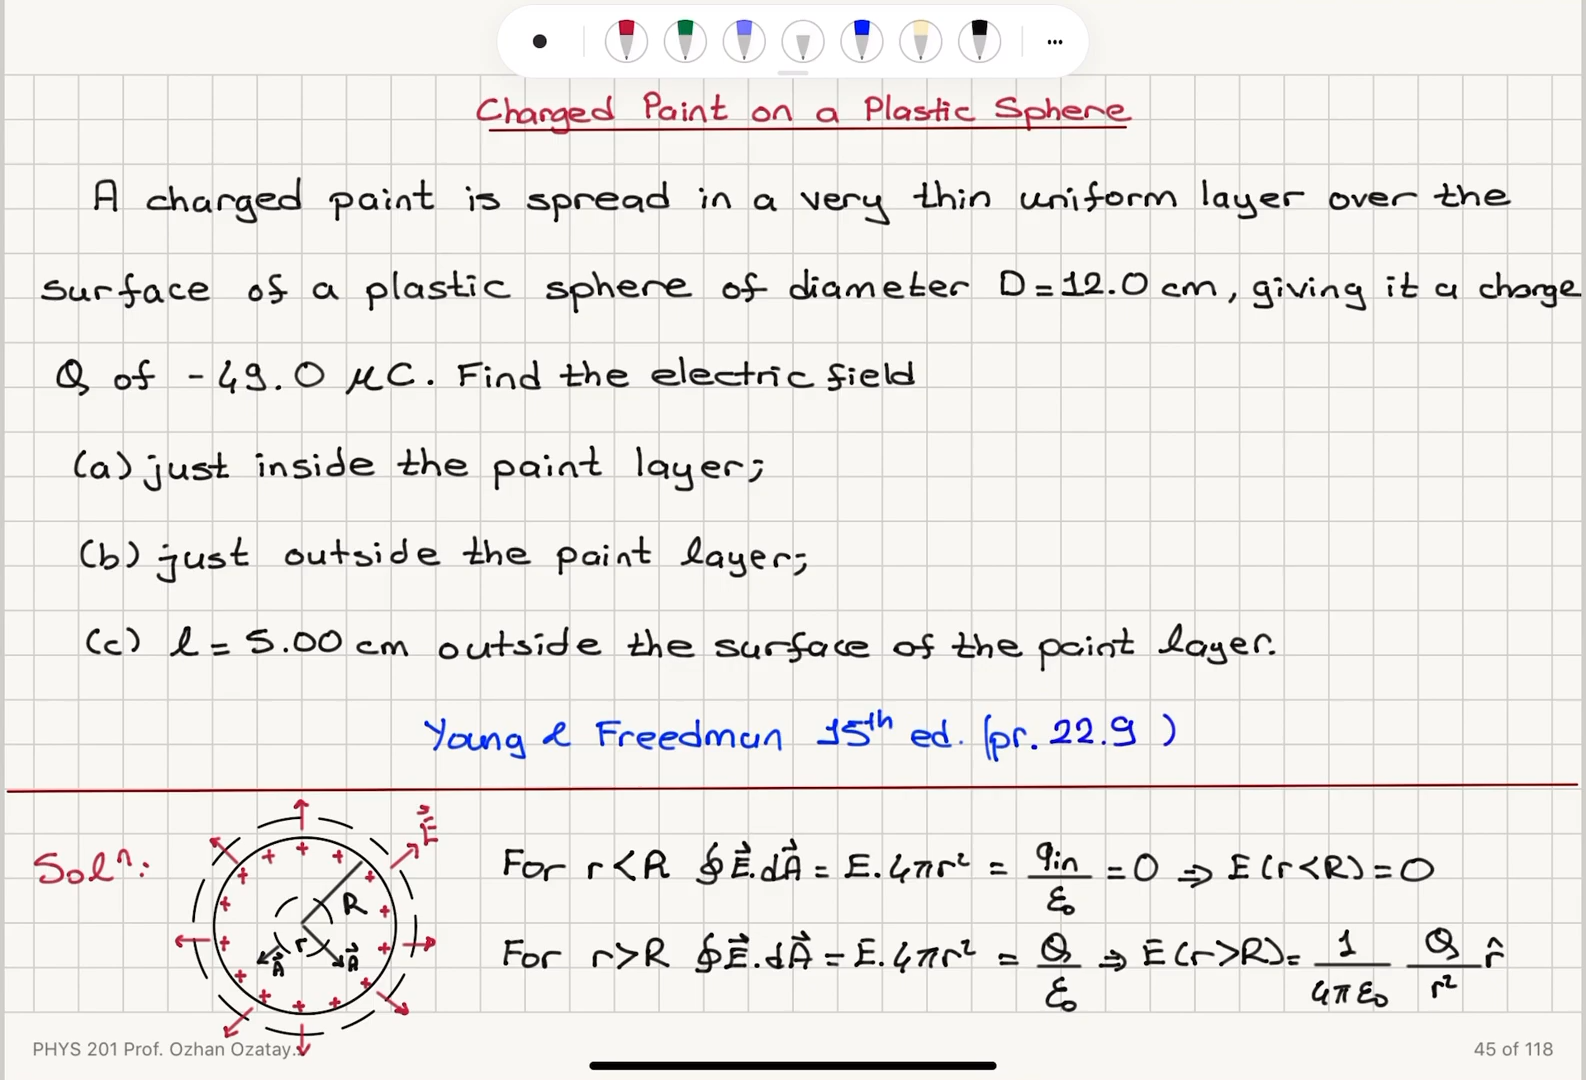 Charged Paint on a Plastic Sphere
A charged paint is spread in a very thin uniform layer over the
surface of a plastic sphere of diameter D=12.0 cm, giving it a charge
Q of -49.0 μC. Find the electric field
(a) just inside the paint layer;
(b) just outside the paint layer;
(c) l = 5.00 cm outside the surface of the paint layer.
Young & Freedman 15th ed. (pr. 22.9 )
Solⁿ:
E⃗
R
r
A⃗
A⃗
For r<R ∮E⃗.dA⃗ = E.4πr² = qin/ε₀ = 0 ⇒ E(r<R)=0
For r>R ∮E⃗.dA⃗ = E.4πr² = Q/ε₀ ⇒ E(r>R)= 1/4πε₀ Q/r² r̂
PHYS 201 Prof. Ozhan Ozatay...
45 of 118